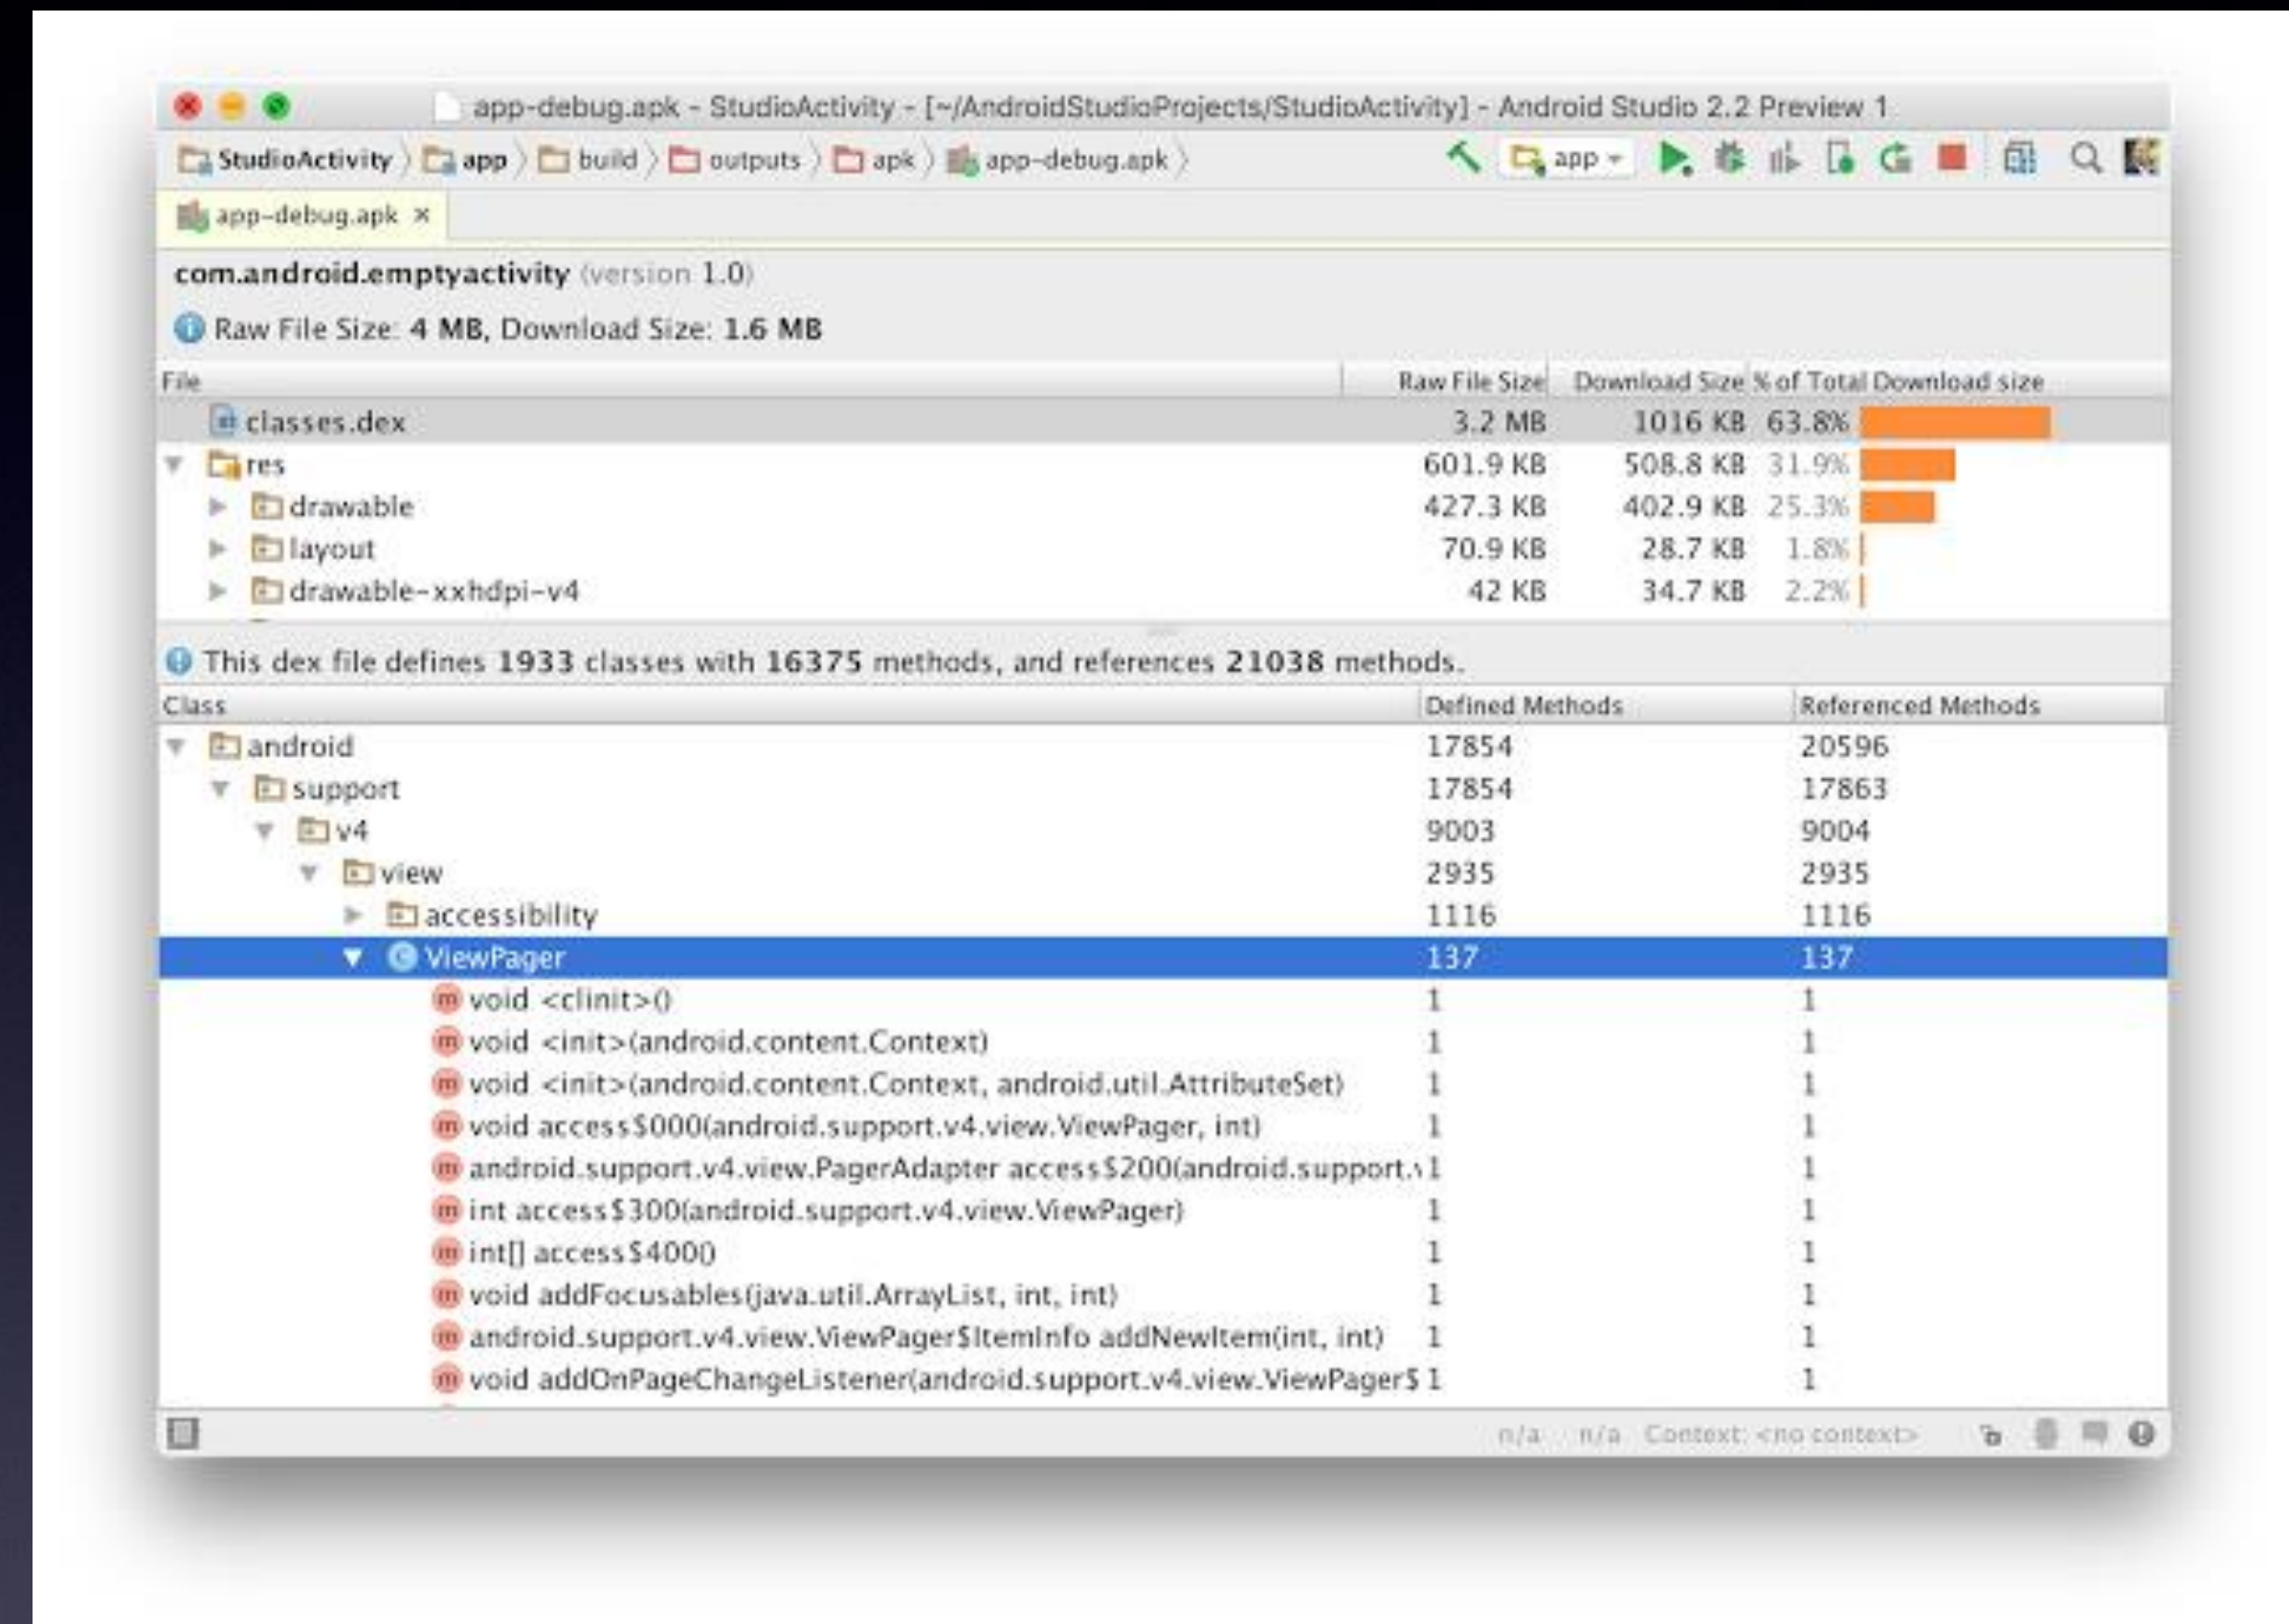 app-debug.apk - StudioActivity - [~/AndroidStudioProjects/StudioActivity] - Android Studio 2.2 Preview 1
StudioActivity app build outputs apk app-debug.apk app
app-debug.apk ×
com.android.emptyactivity (version 1.0)
Raw File Size: 4 MB, Download Size: 1.6 MB
File Raw File Size Download Size % of Total Download size
classes.dex 3.2 MB 1016 KB 63.8%
res 601.9 KB 508.8 KB 31.9%
drawable 427.3 KB 402.9 KB 25.3%
layout 70.9 KB 28.7 KB 1.8%
drawable-xxhdpi-v4 42 KB 34.7 KB 2.2%
This dex file defines 1933 classes with 16375 methods, and references 21038 methods.
Class Defined Methods Referenced Methods
android 17854 20596
support 17854 17863
v4 9003 9004
view 2935 2935
accessibility 1116 1116
ViewPager 137 137
void <clinit>() 1 1
void <init>(android.content.Context) 1 1
void <init>(android.content.Context, android.util.AttributeSet) 1 1
void access$000(android.support.v4.view.ViewPager, int) 1 1
android.support.v4.view.PagerAdapter access$200(android.support.v 1 1
int access$300(android.support.v4.view.ViewPager) 1 1
int[] access$400() 1 1
void addFocusables(java.util.ArrayList, int, int) 1 1
android.support.v4.view.ViewPager$ItemInfo addNewItem(int, int) 1 1
void addOnPageChangeListener(android.support.v4.view.ViewPager$ 1 1
n/a n/a Context: <no context>